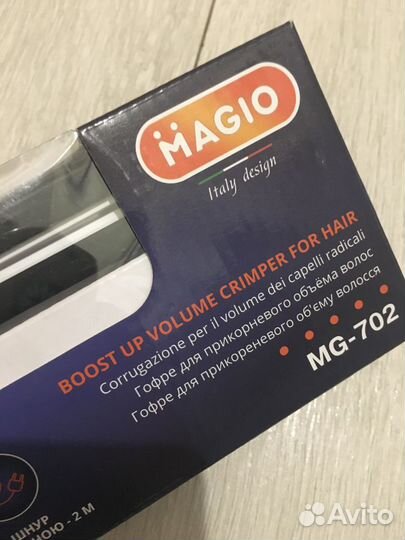 MAGIO
Italy design
BOOST UP VOLUME CRIMPER FOR HAIR
Corrugazione per il volume dei capelli radicali
Гофре для прикорневого объёма волос
Гофре для прикореневого об'єму волосся
MG-702
ШНУР
НОЮ - 2 М
Avito